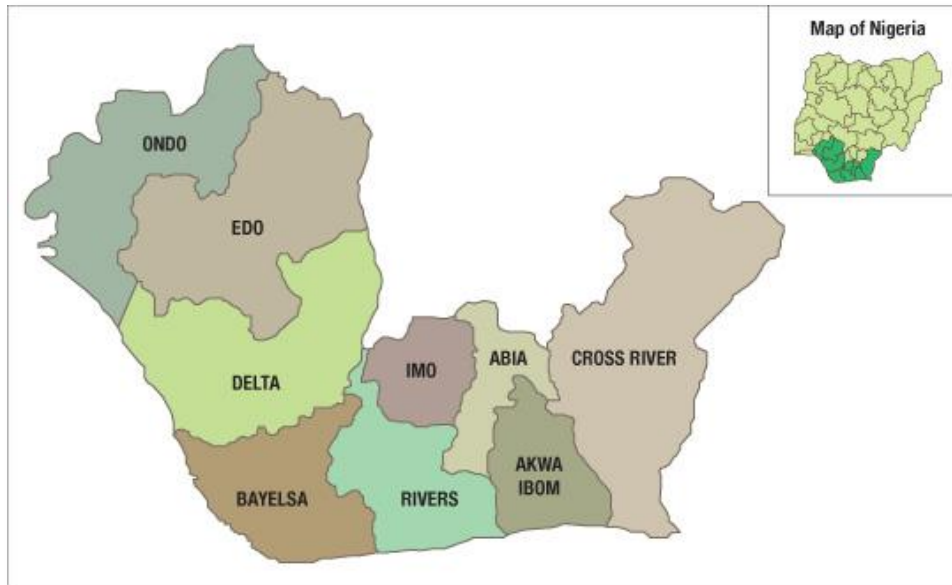 Map of Nigeria
ONDO
EDO
DELTA
IMO
ABIA
CROSS RIVER
BAYELSA
RIVERS
AKWA
IBOM